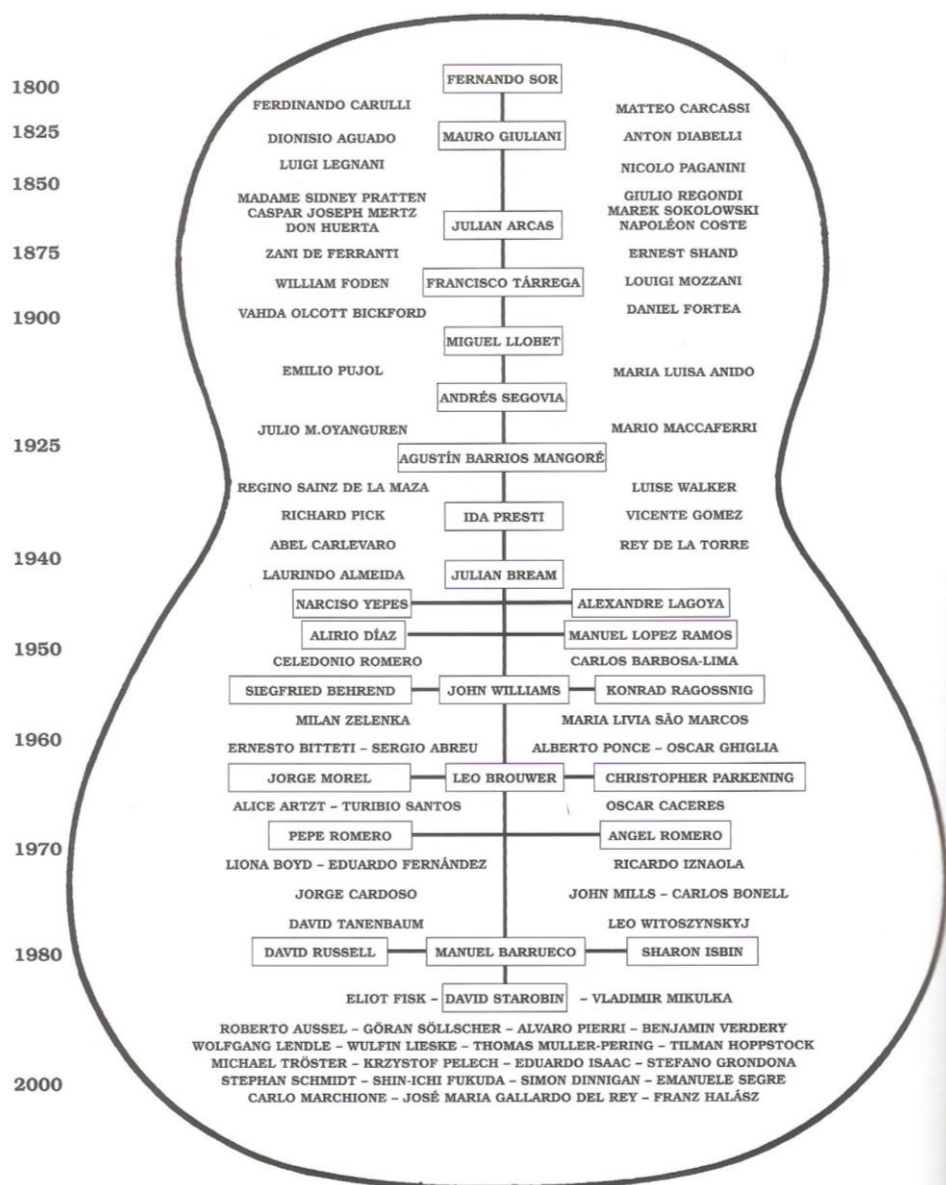 FERNANDO SOR
1800
FERDINANDO CARULLI
MATTEO CARCASSI
1825
DIONISIO AGUADO
MAURO GIULIANI
ANTON DIABELLI
LUIGI LEGNANI
NICOLO PAGANINI
1850
MADAME SIDNEY PRATTEN
GIULIO REGONDI
CASPAR JOSEPH MERTZ
MAREK SOKOLOWSKI
DON HUERTA
JULIAN ARCAS
NAPOLÉON COSTE
1875
ZANI DE FERRANTI
ERNEST SHAND
WILLIAM FODEN
FRANCISCO TÁRREGA
LOUIGI MOZZANI
1900
VAHDA OLCOTT BICKFORD
DANIEL FORTEA
MIGUEL LLOBET
EMILIO PUJOL
MARIA LUISA ANIDO
ANDRÉS SEGOVIA
JULIO M.OYANGUREN
MARIO MACCAFERRI
1925
AGUSTÍN BARRIOS MANGORÉ
REGINO SAINZ DE LA MAZA
LUISE WALKER
RICHARD PICK
IDA PRESTI
VICENTE GOMEZ
ABEL CARLEVARO
REY DE LA TORRE
1940
LAURINDO ALMEIDA
JULIAN BREAM
NARCISO YEPES
ALEXANDRE LAGOYA
ALIRIO DÍAZ
MANUEL LOPEZ RAMOS
1950
CELEDONIO ROMERO
CARLOS BARBOSA-LIMA
SIEGFRIED BEHREND
JOHN WILLIAMS
KONRAD RAGOSSNIG
MILAN ZELENKA
MARIA LIVIA SÃO MARCOS
1960
ERNESTO BITTETI – SERGIO ABREU
ALBERTO PONCE – OSCAR GHIGLIA
JORGE MOREL
LEO BROUWER
CHRISTOPHER PARKENING
ALICE ARTZT – TURIBIO SANTOS
OSCAR CACERES
PEPE ROMERO
ANGEL ROMERO
1970
LIONA BOYD – EDUARDO FERNÁNDEZ
RICARDO IZNAOLA
JORGE CARDOSO
JOHN MILLS – CARLOS BONELL
DAVID TANENBAUM
LEO WITOSZYNSKYJ
1980
DAVID RUSSELL
MANUEL BARRUECO
SHARON ISBIN
ELIOT FISK – DAVID STAROBIN – VLADIMIR MIKULKA
ROBERTO AUSSEL – GÖRAN SÖLLSCHER – ALVARO PIERRI – BENJAMIN VERDERY
WOLFGANG LENDLE – WULFIN LIESKE – THOMAS MULLER-PERING – TILMAN HOPPSTOCK
MICHAEL TRÖSTER – KRZYSTOF PELECH – EDUARDO ISAAC – STEFANO GRONDONA
2000
STEPHAN SCHMIDT – SHIN-ICHI FUKUDA – SIMON DINNIGAN – EMANUELE SEGRE
CARLO MARCHIONE – JOSÉ MARIA GALLARDO DEL REY – FRANZ HALÁSZ